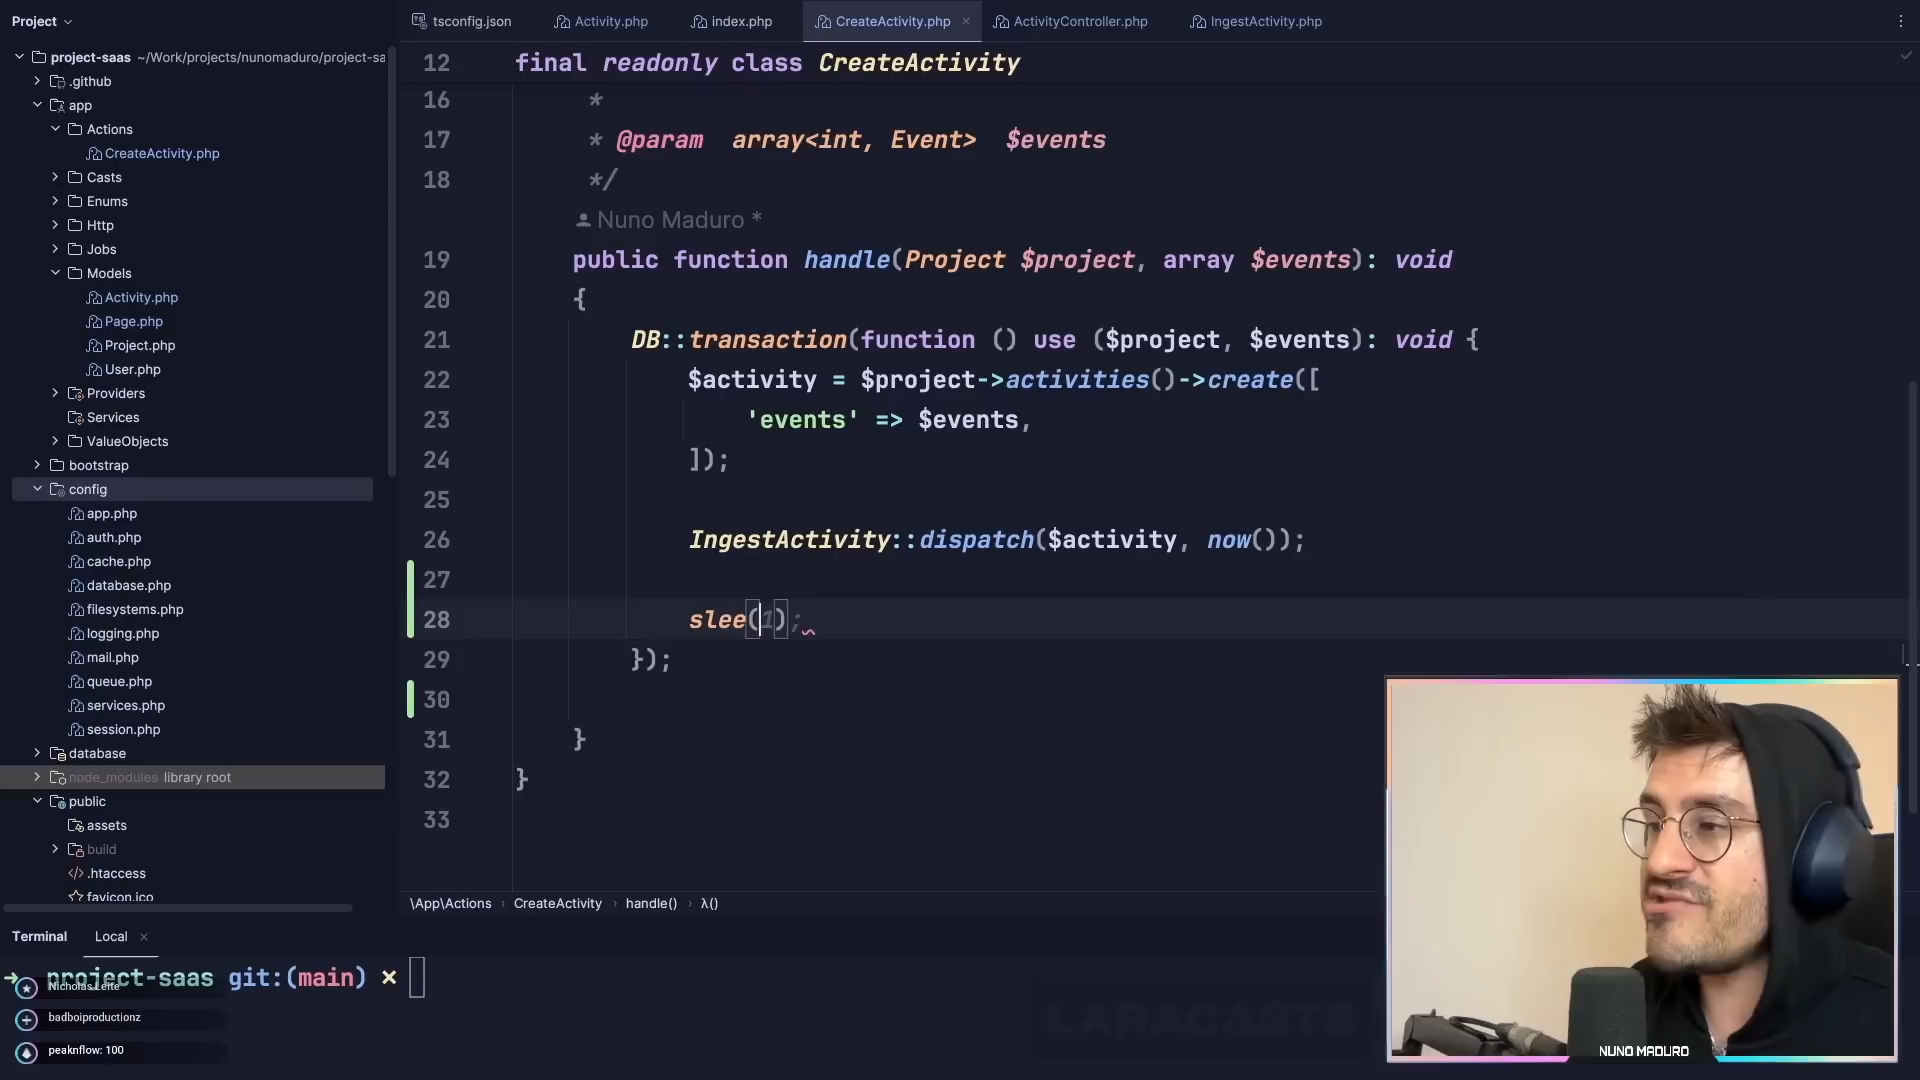 Project
tsconfig.json
Activity.php
index.php
CreateActivity.php
ActivityController.php
IngestActivity.php
project-saas ~/Work/projects/nunomaduro/project-sa
.github
app
Actions
CreateActivity.php
Casts
Enums
Http
Jobs
Models
Activity.php
Page.php
Project.php
User.php
Providers
Services
ValueObjects
bootstrap
config
app.php
auth.php
cache.php
database.php
filesystems.php
logging.php
mail.php
queue.php
services.php
session.php
database
node_modules library root
public
assets
build
.htaccess
favicon.ico
12 final readonly class CreateActivity
16 *
17 * @param array<int, Event> $events
18 */
Nuno Maduro *
19 public function handle(Project $project, array $events): void
20 {
21 DB::transaction(function () use ($project, $events): void {
22 $activity = $project->activities()->create([
23 'events' => $events,
24 ]);
25
26 IngestActivity::dispatch($activity, now());
27
28 slee(1);
29 });
30
31 }
32 }
33
\App\Actions › CreateActivity › handle() › λ()
Terminal Local
project-saas git:(main) ×
Nicholas Leite
badboiproductionz
peaknflow: 100
LARACASTS
NUNO MADURO